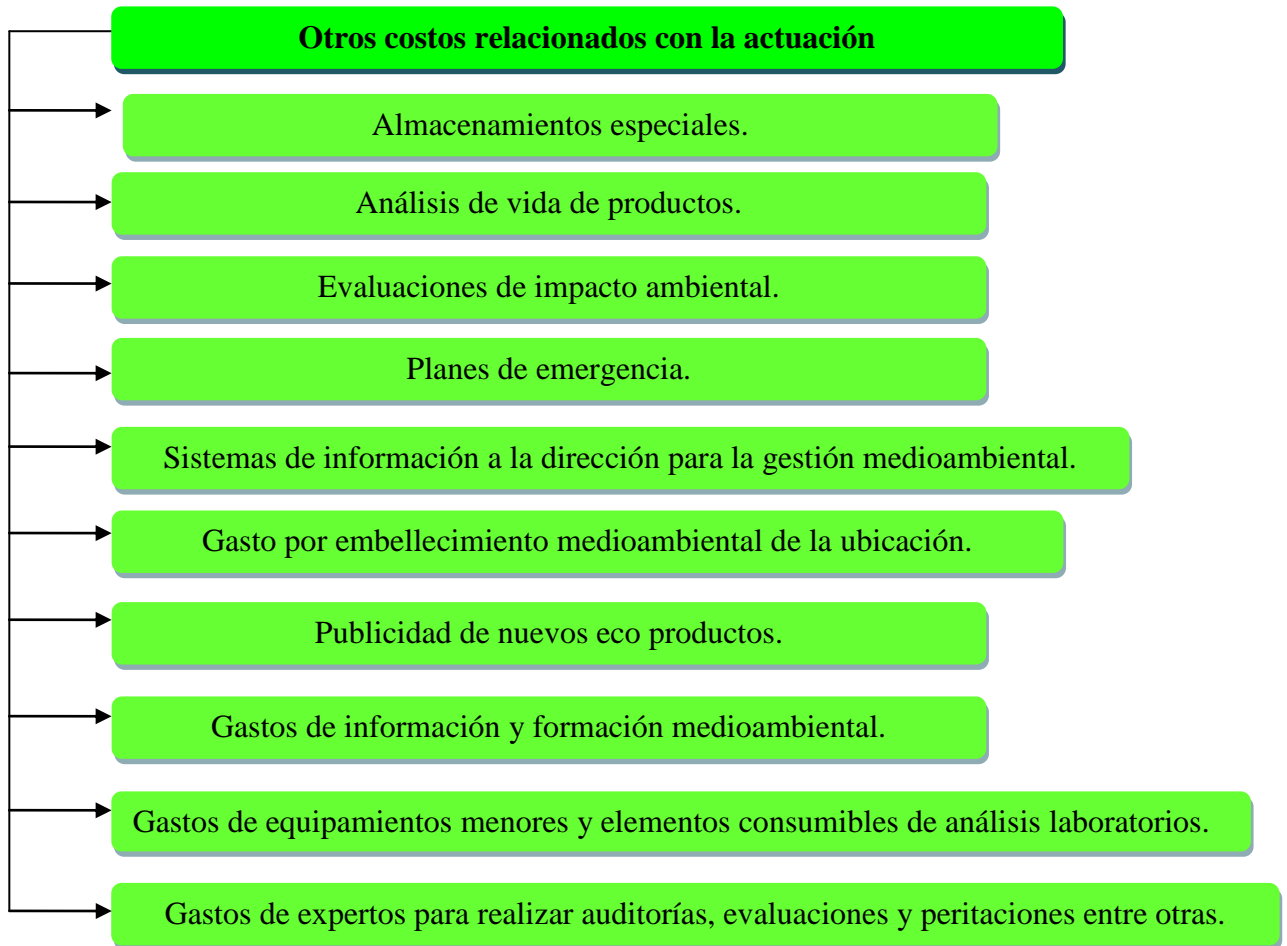 Otros costos relacionados con la actuación
Almacenamientos especiales.
Análisis de vida de productos.
Evaluaciones de impacto ambiental.
Planes de emergencia.
Sistemas de información a la dirección para la gestión medioambiental.
Gasto por embellecimiento medioambiental de la ubicación.
Publicidad de nuevos eco productos.
Gastos de información y formación medioambiental.
Gastos de equipamientos menores y elementos consumibles de análisis laboratorios.
Gastos de expertos para realizar auditorías, evaluaciones y peritaciones entre otras.